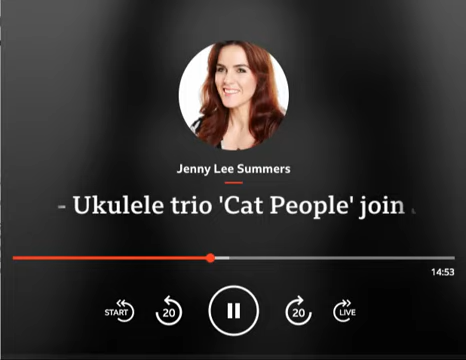 Jenny Lee Summers
- Ukulele trio 'Cat People' join
14:53
START 20 20 LIVE